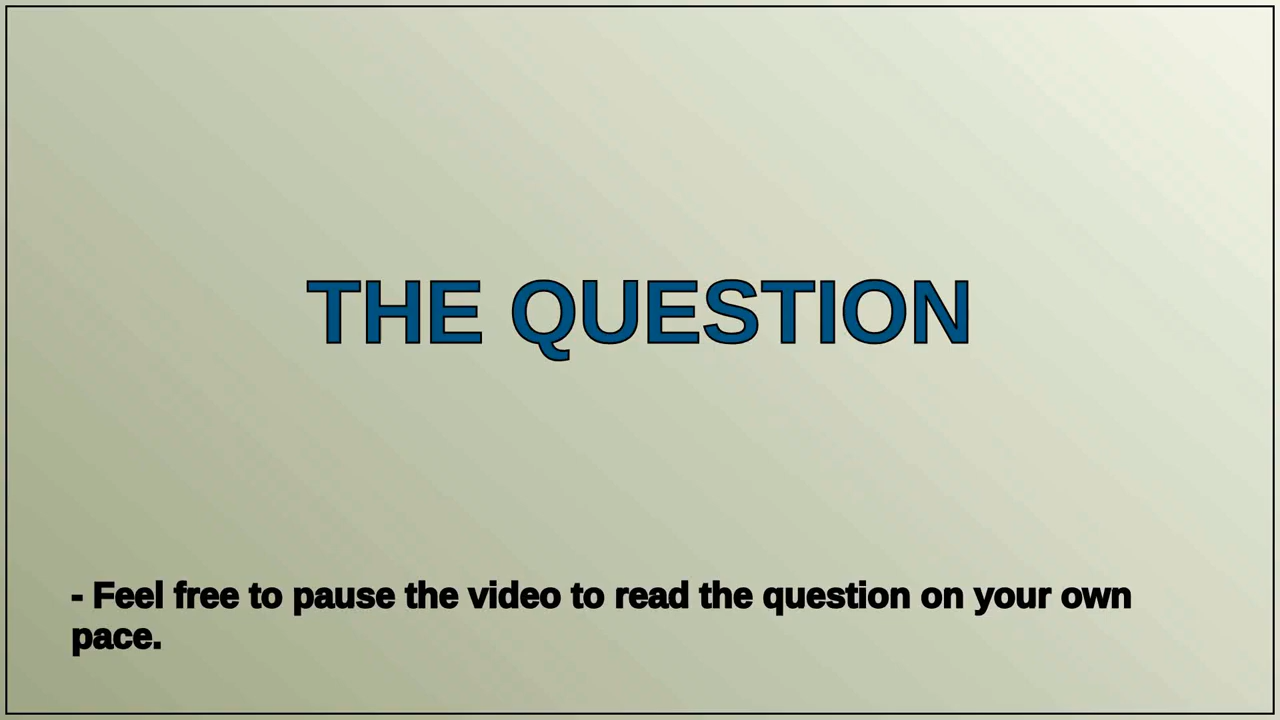 THE QUESTION
- Feel free to pause the video to read the question on your own
pace.